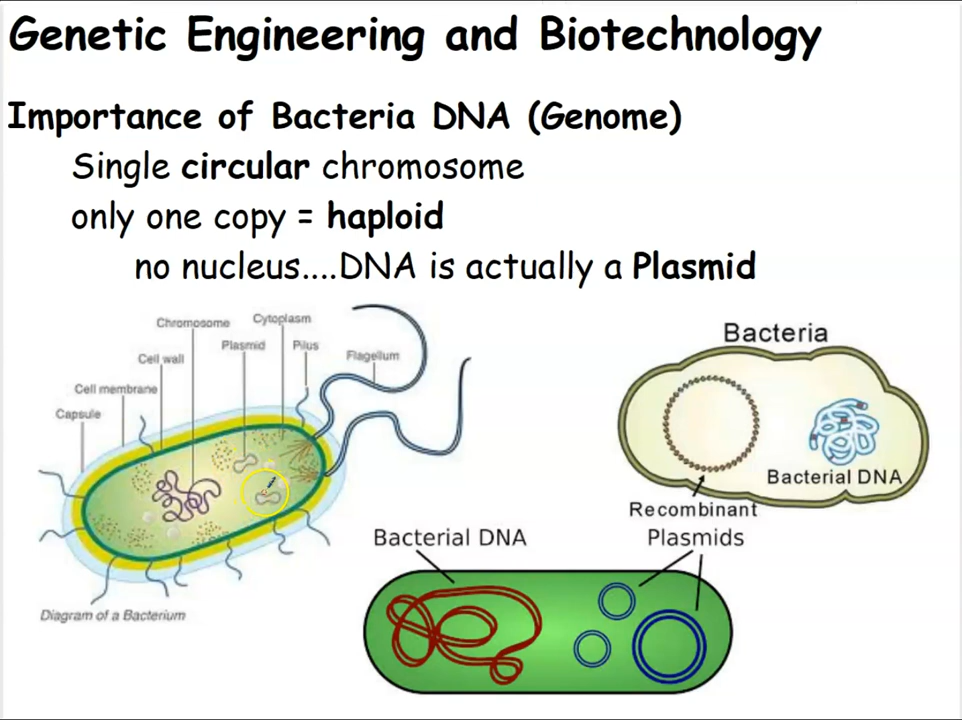 Genetic Engineering and Biotechnology
Importance of Bacteria DNA (Genome)
Single circular chromosome
only one copy = haploid
no nucleus....DNA is actually a Plasmid
Chromosome
Cytoplasm
Plasmid
Pilus
Cell wall
Flagellum
Cell membrane
Capsule
Diagram of a Bacterium
Bacteria
Bacterial DNA
Recombinant
Plasmids
Bacterial DNA